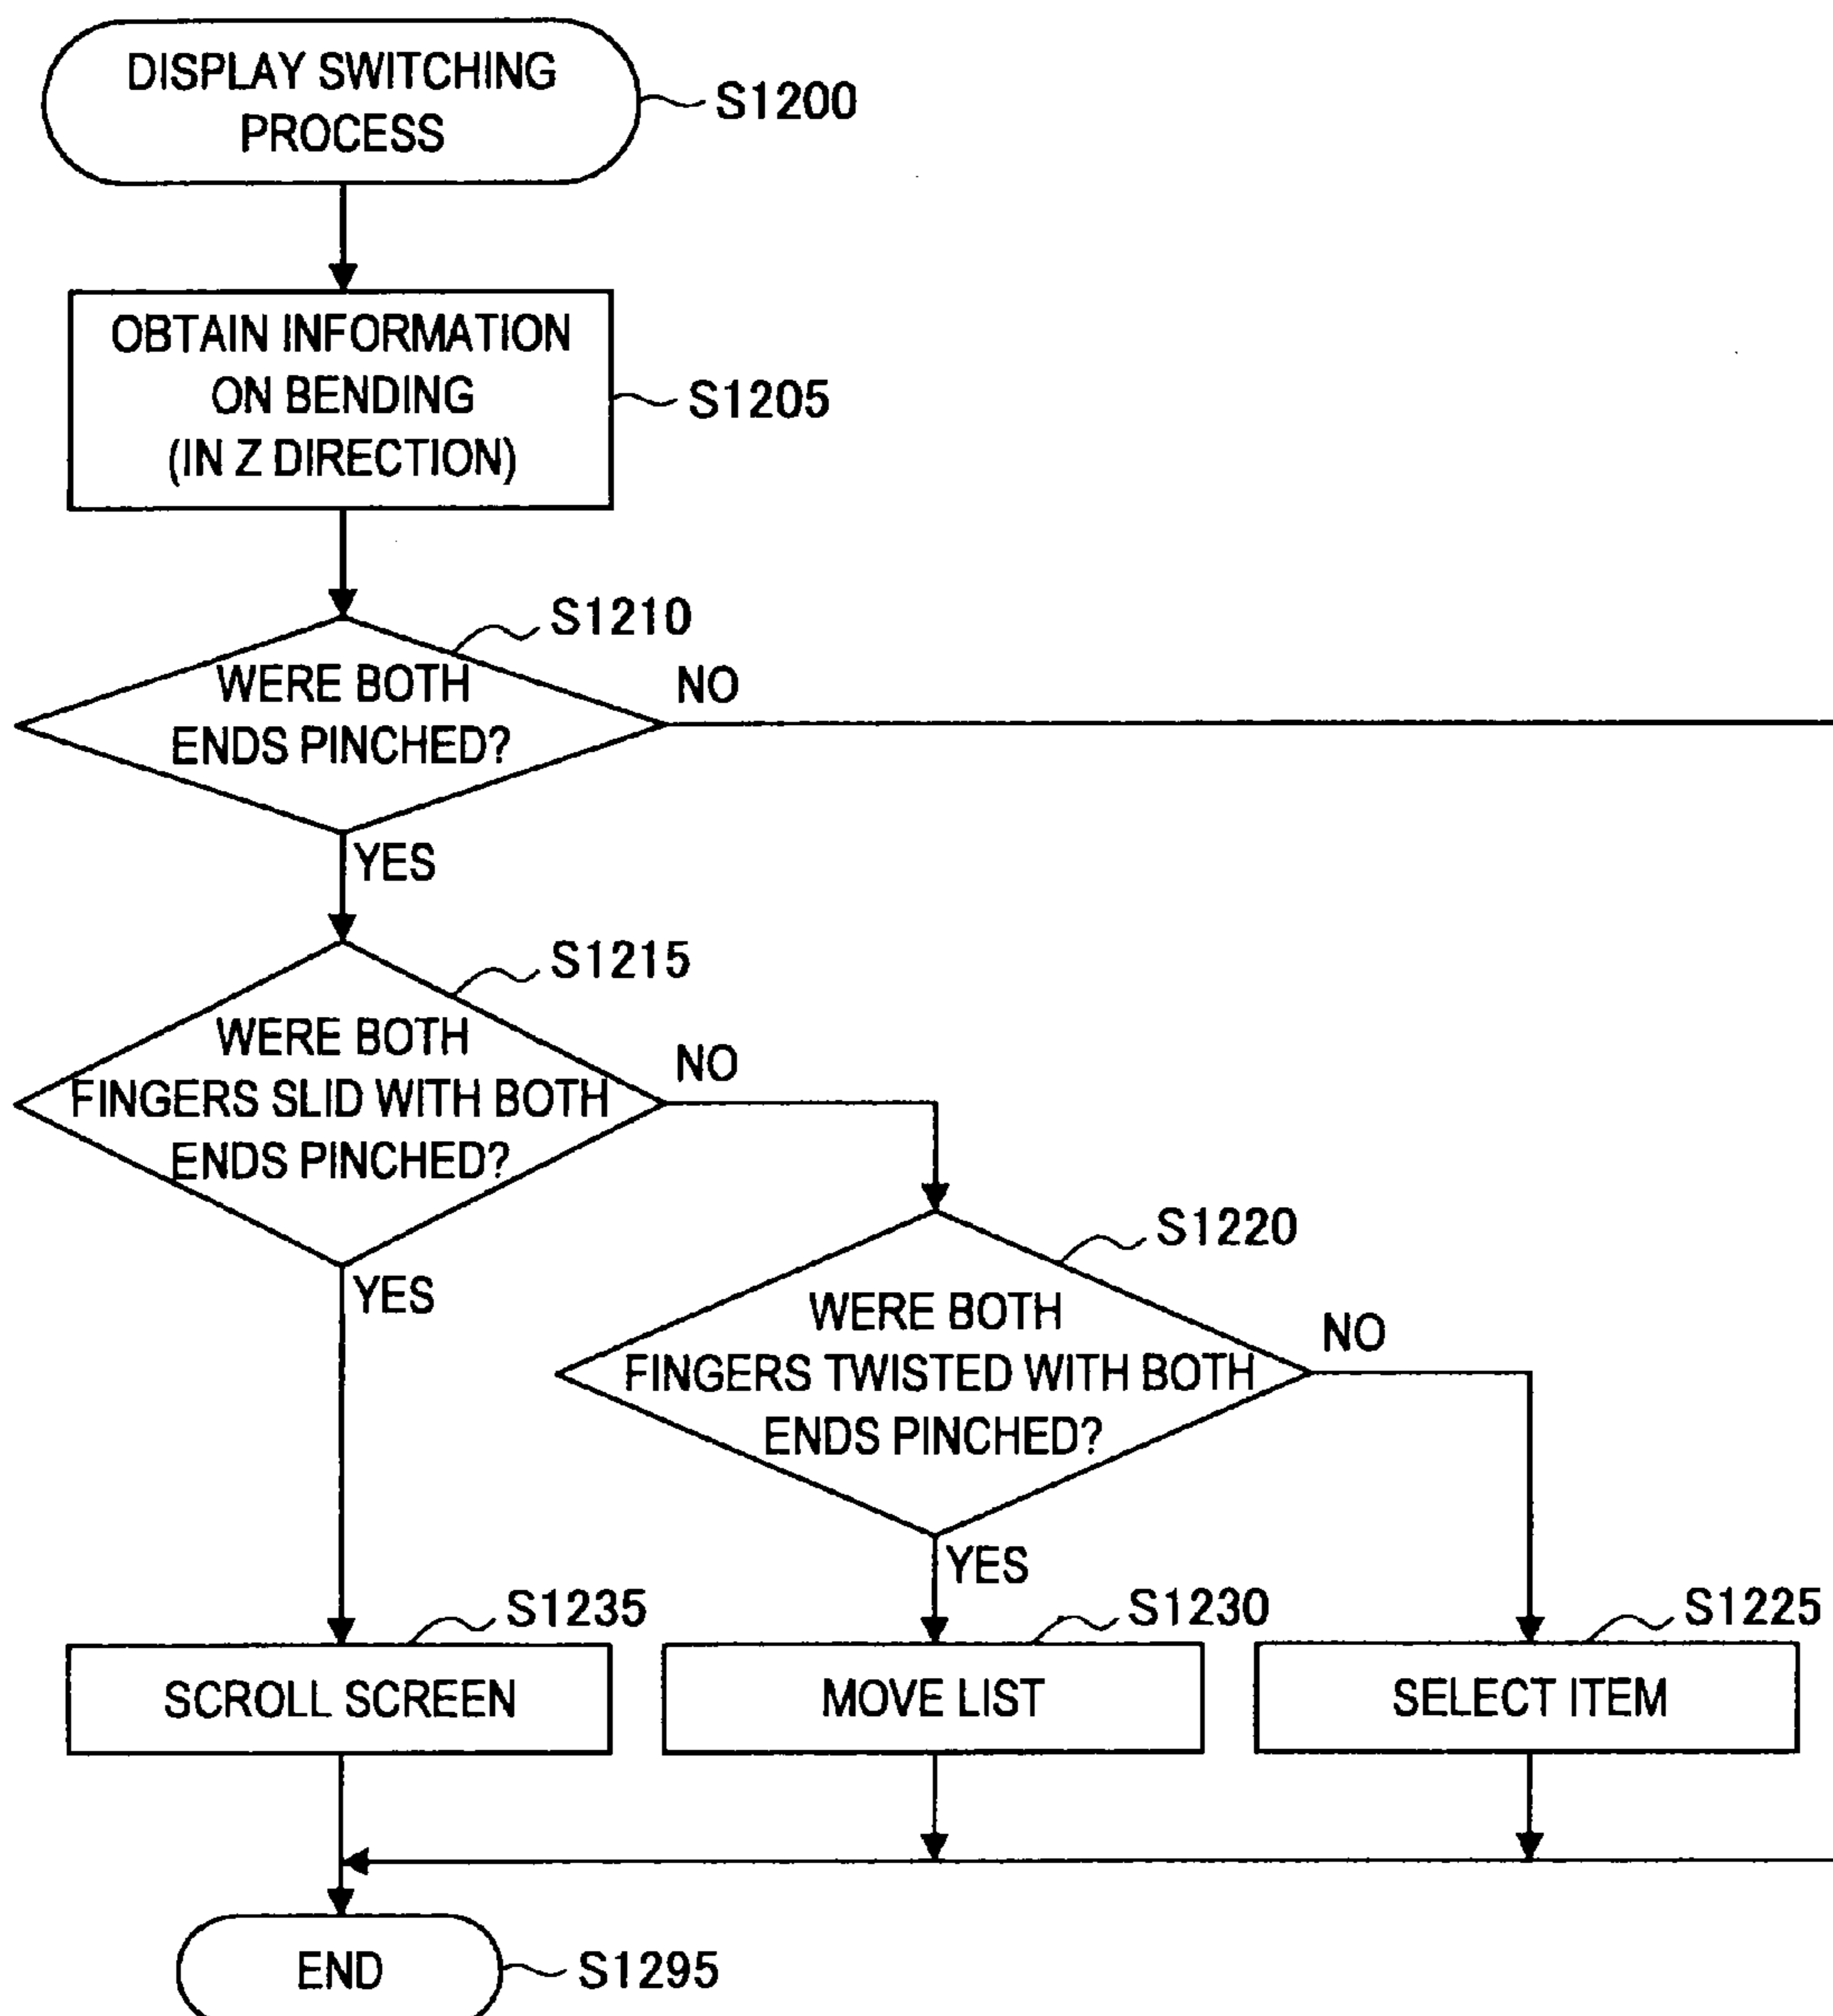 DISPLAY SWITCHING
PROCESS
S1200
OBTAIN INFORMATION
ON BENDING
(IN Z DIRECTION)
S1205
S1210
WERE BOTH
ENDS PINCHED?
NO
YES
S1215
WERE BOTH
FINGERS SLID WITH BOTH
ENDS PINCHED?
NO
YES
S1220
WERE BOTH
FINGERS TWISTED WITH BOTH
ENDS PINCHED?
NO
YES
S1235
SCROLL SCREEN
S1230
MOVE LIST
S1225
SELECT ITEM
END
S1295